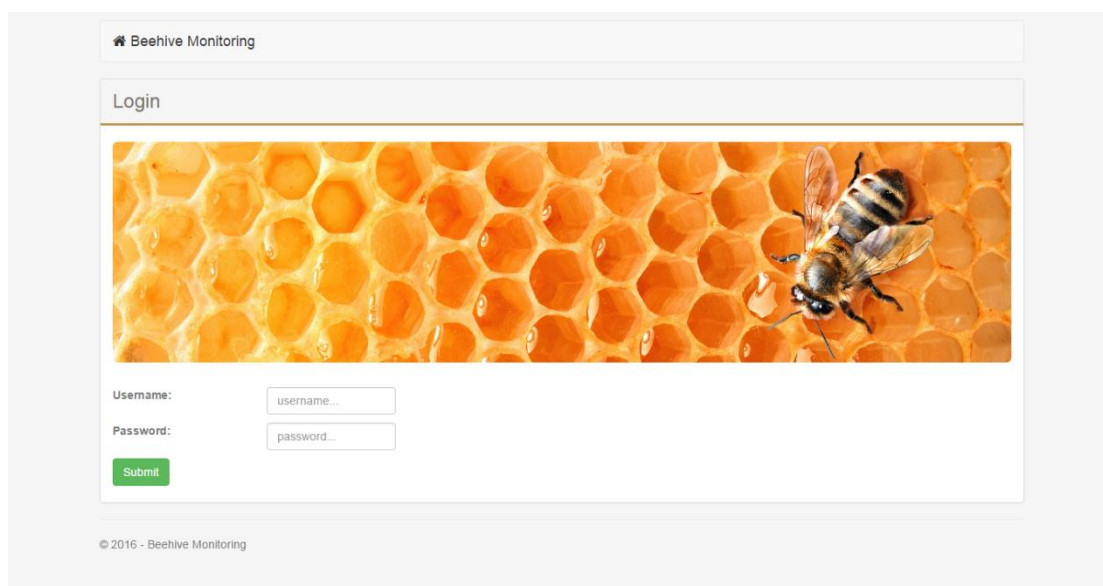 Beehive Monitoring
Login
Username:
username...
Password:
password...
Submit
© 2016 - Beehive Monitoring